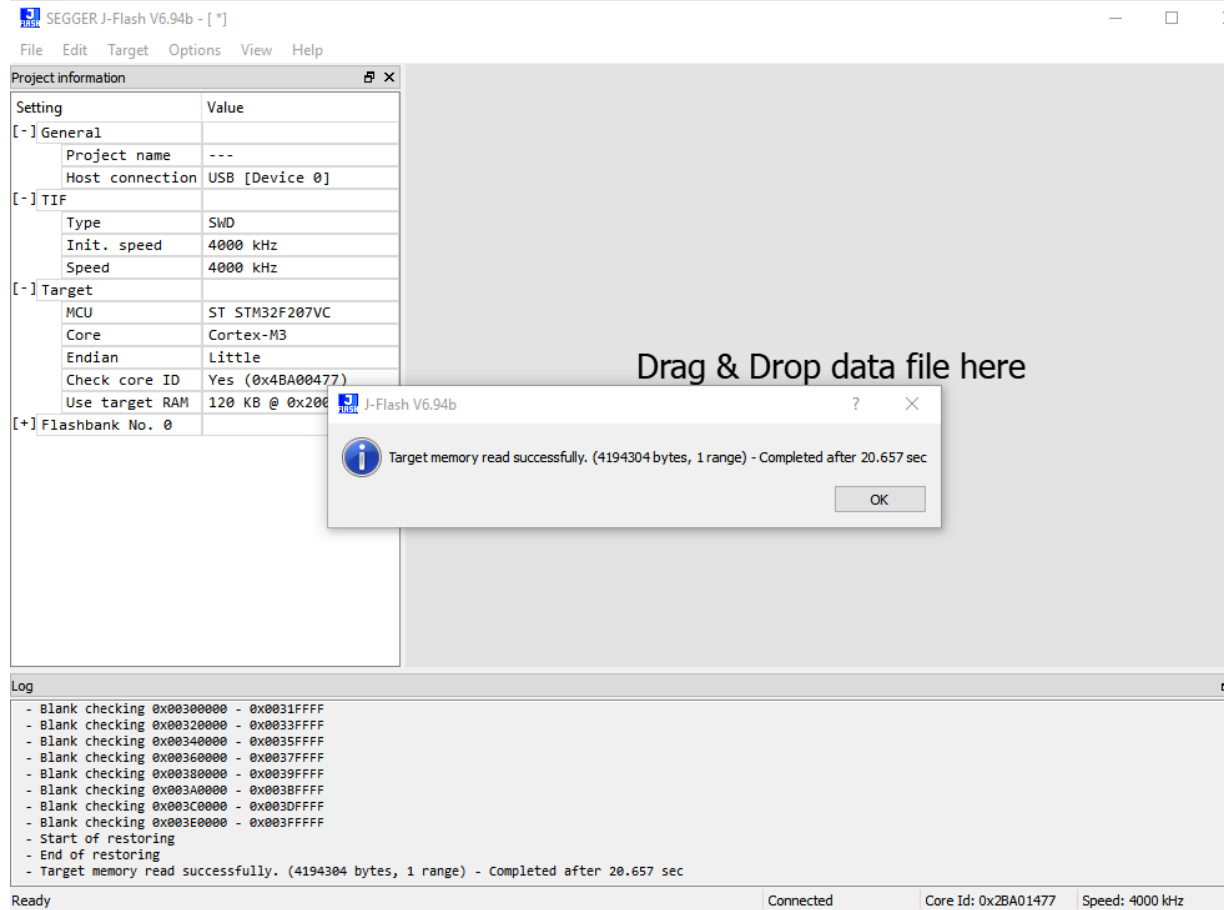 SEGGER J-Flash V6.94b - [ *]
File Edit Target Options View Help
Project information
Setting Value
[-] General
Project name ---
Host connection USB [Device 0]
[-] TIF
Type SWD
Init. speed 4000 kHz
Speed 4000 kHz
[-] Target
MCU ST STM32F207VC
Core Cortex-M3
Endian Little
Check core ID Yes (0x4BA00477)
Use target RAM 120 KB @ 0x200
[+] Flashbank No. 0
Drag & Drop data file here
J-Flash V6.94b
Target memory read successfully. (4194304 bytes, 1 range) - Completed after 20.657 sec
OK
Log
- Blank checking 0x00300000 - 0x0031FFFF
- Blank checking 0x00320000 - 0x0033FFFF
- Blank checking 0x00340000 - 0x0035FFFF
- Blank checking 0x00360000 - 0x0037FFFF
- Blank checking 0x00380000 - 0x0039FFFF
- Blank checking 0x003A0000 - 0x003BFFFF
- Blank checking 0x003C0000 - 0x003DFFFF
- Blank checking 0x003E0000 - 0x003FFFFF
- Start of restoring
- End of restoring
- Target memory read successfully. (4194304 bytes, 1 range) - Completed after 20.657 sec
Ready Connected Core Id: 0x2BA01477 Speed: 4000 kHz